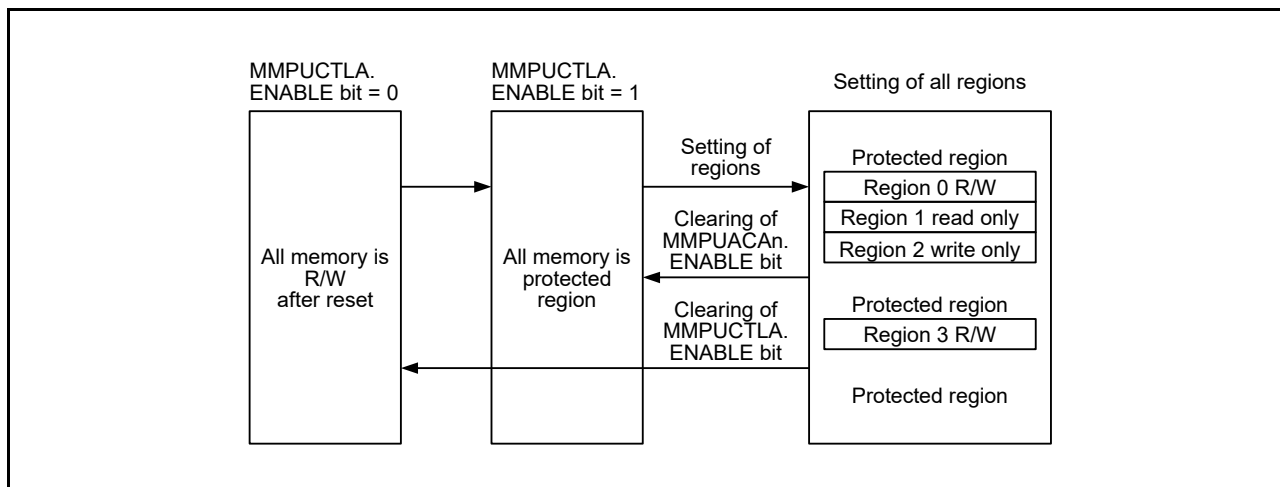 MMPUCTLA.
ENABLE bit = 0
MMPUCTLA.
ENABLE bit = 1
Setting of all regions
All memory is
R/W
after reset
All memory is
protected
region
Setting of
regions
Clearing of
MMPUACAn.
ENABLE bit
Clearing of
MMPUCTLA.
ENABLE bit
Protected region
Region 0 R/W
Region 1 read only
Region 2 write only
Protected region
Region 3 R/W
Protected region